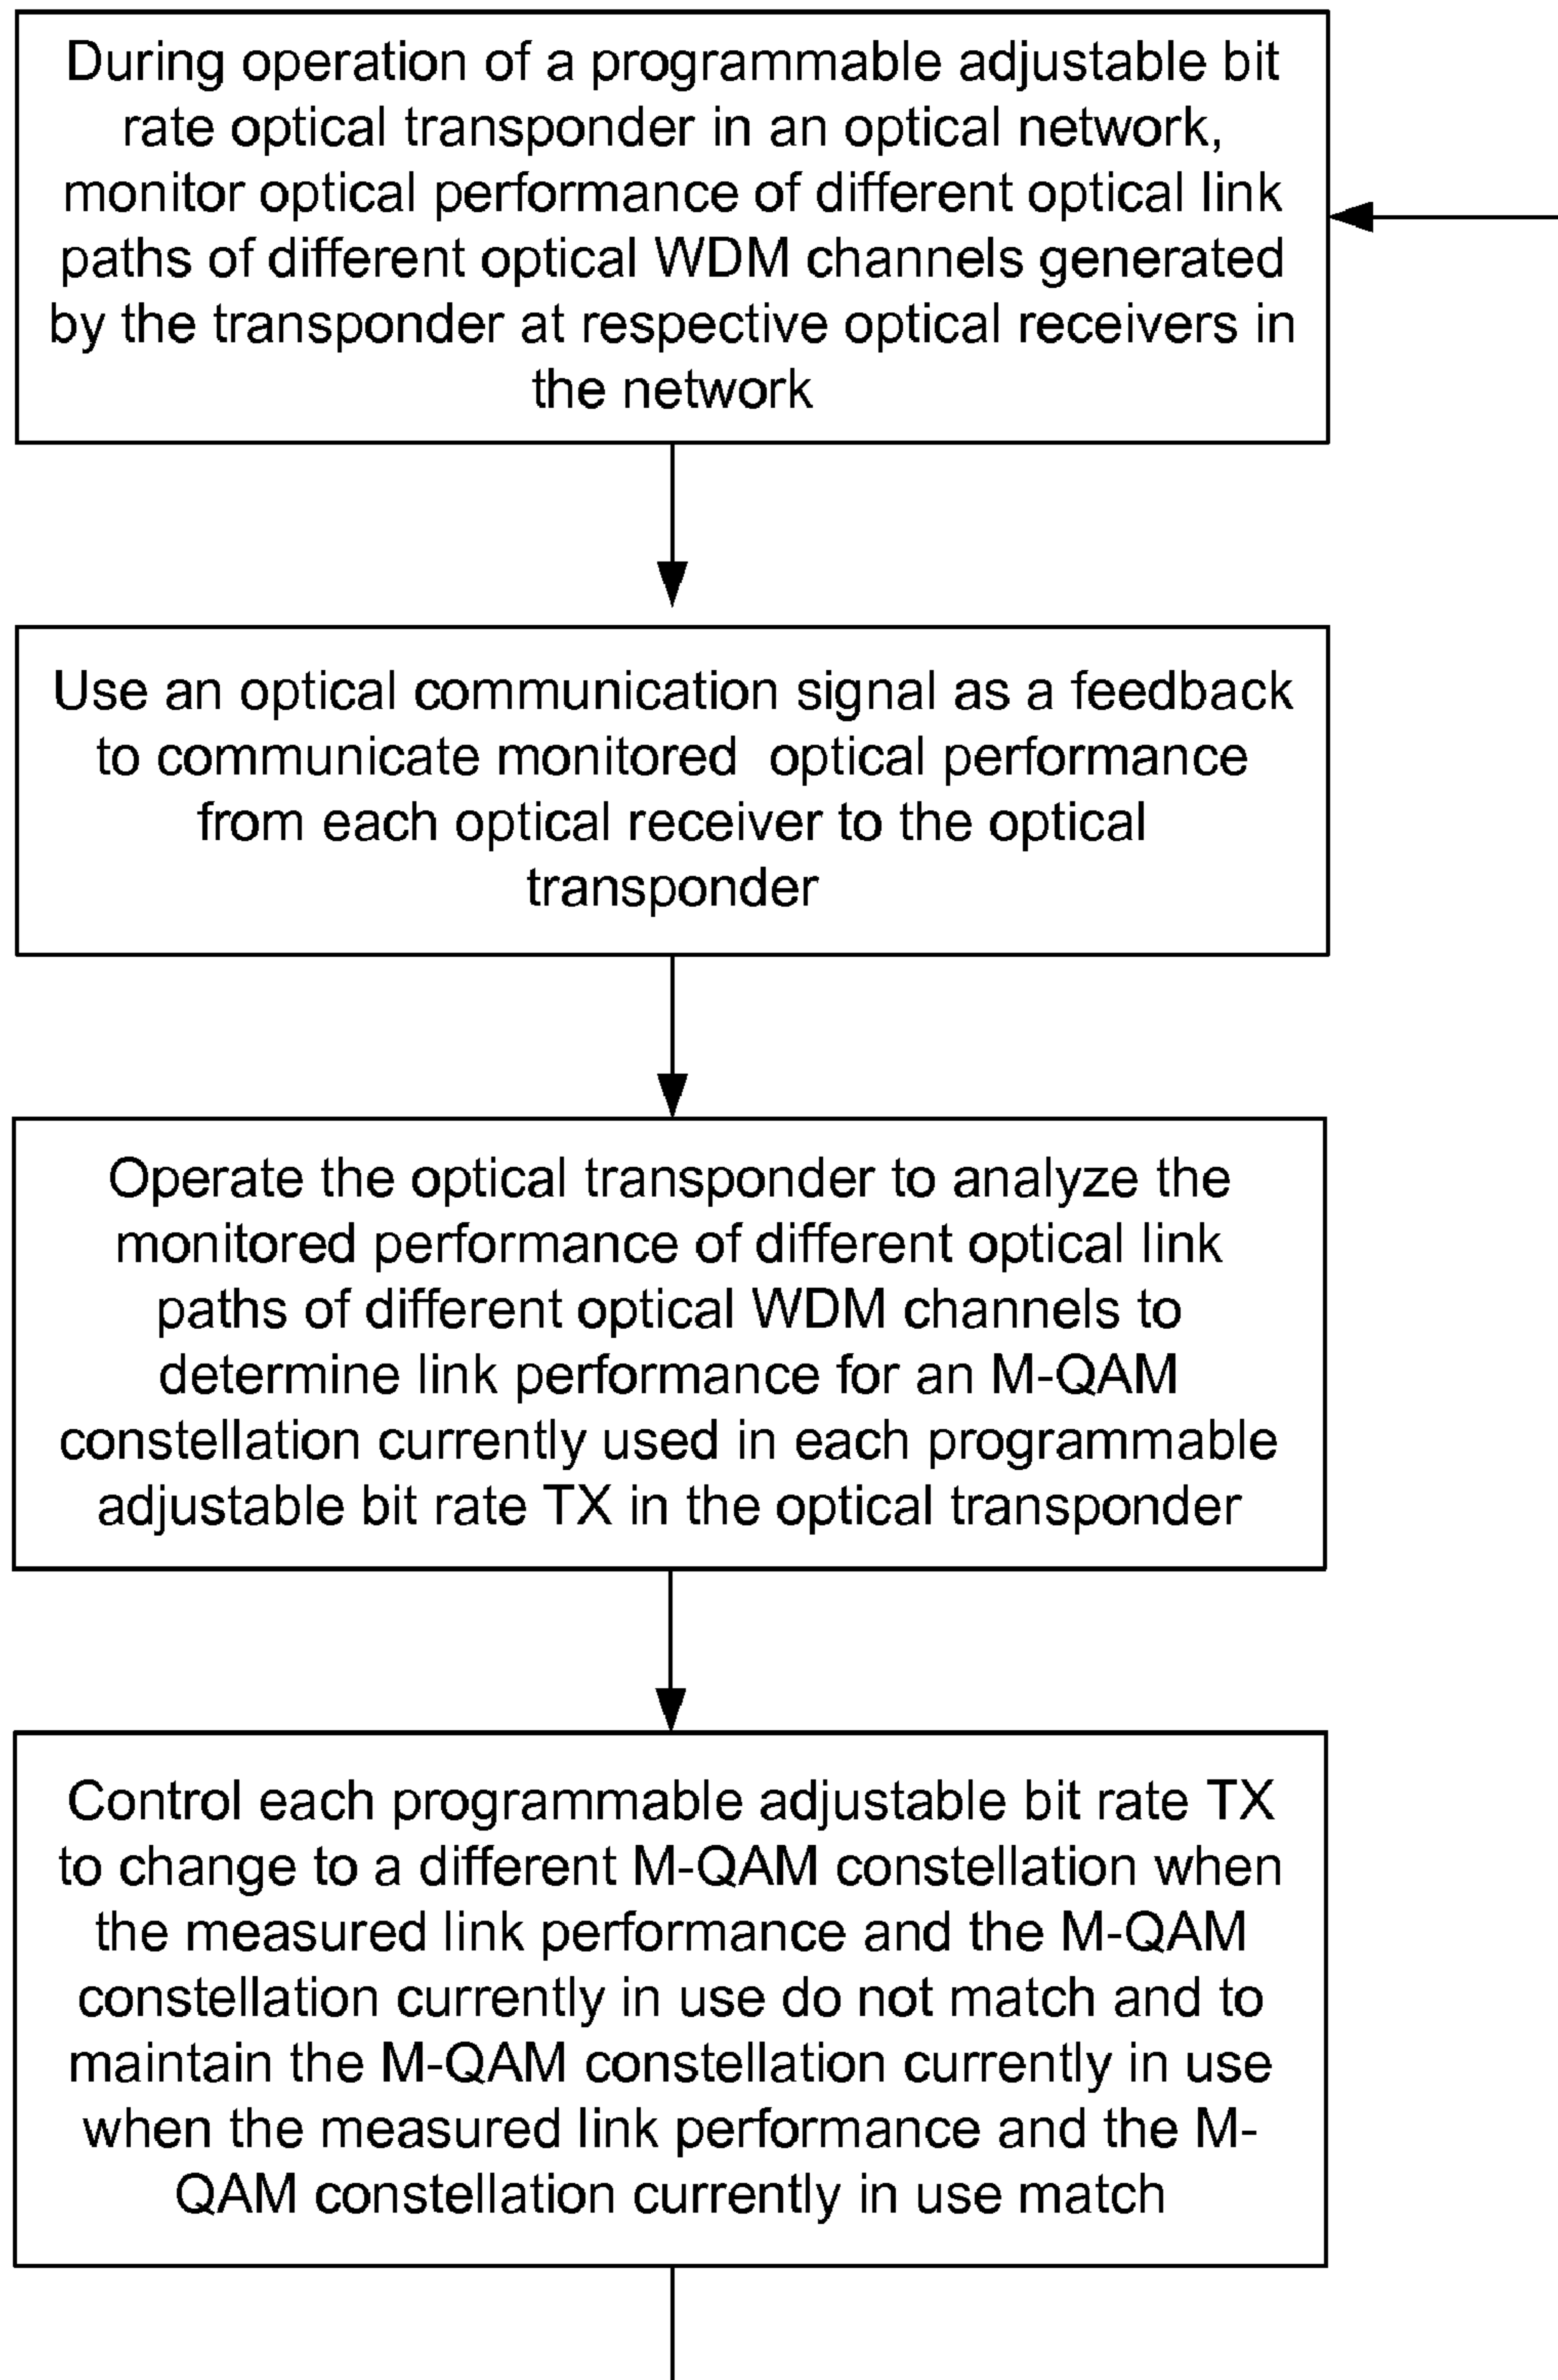 During operation of a programmable adjustable bit
rate optical transponder in an optical network,
monitor optical performance of different optical link
paths of different optical WDM channels generated
by the transponder at respective optical receivers in
the network
Use an optical communication signal as a feedback
to communicate monitored optical performance
from each optical receiver to the optical
transponder
Operate the optical transponder to analyze the
monitored performance of different optical link
paths of different optical WDM channels to
determine link performance for an M-QAM
constellation currently used in each programmable
adjustable bit rate TX in the optical transponder
Control each programmable adjustable bit rate TX
to change to a different M-QAM constellation when
the measured link performance and the M-QAM
constellation currently in use do not match and to
maintain the M-QAM constellation currently in use
when the measured link performance and the M-
QAM constellation currently in use match